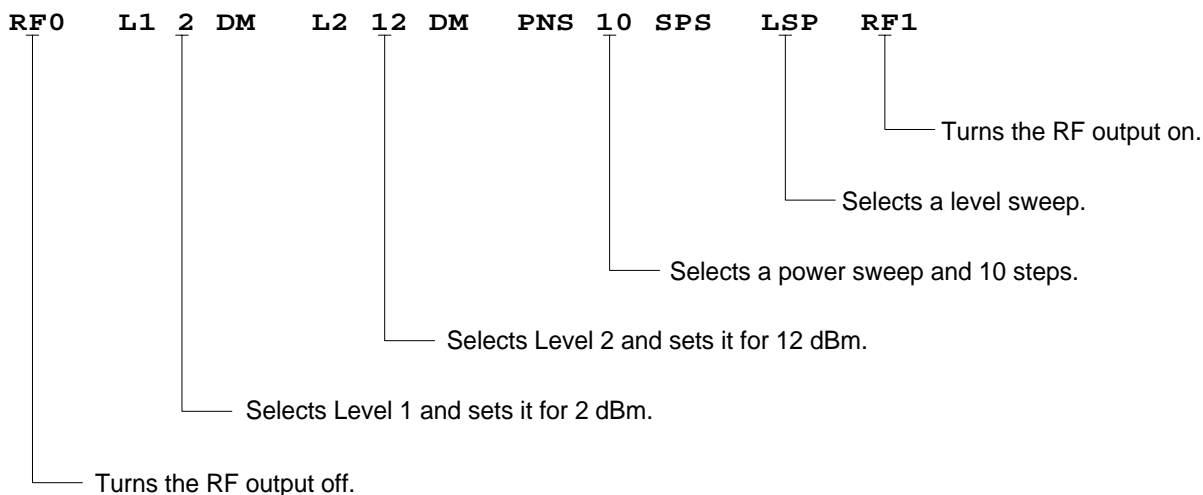 RF0 L1 2 DM L2 12 DM PNS 10 SPS LSP RF1
Turns the RF output on.
Selects a level sweep.
Selects a power sweep and 10 steps.
Selects Level 2 and sets it for 12 dBm.
Selects Level 1 and sets it for 2 dBm.
Turns the RF output off.